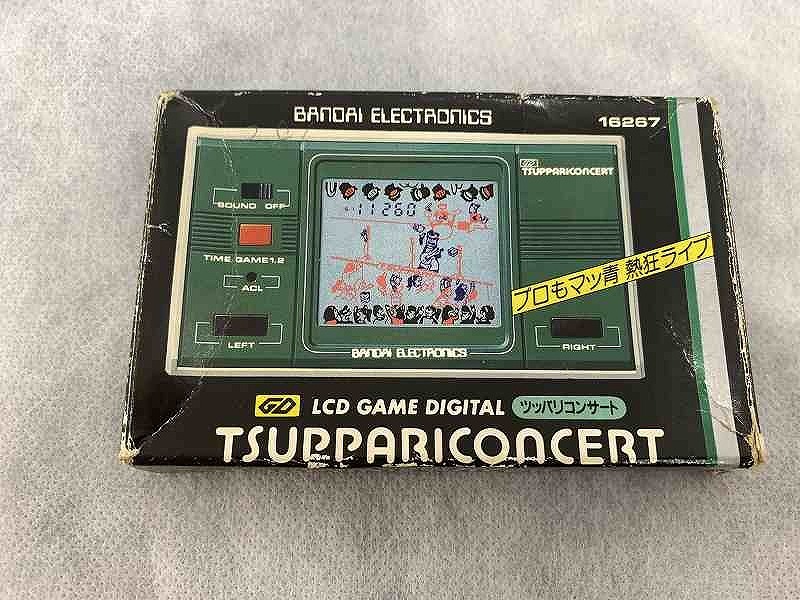 BANDAI ELECTRONICS
16267
GD
TSUPPARICONCERT
SOUND OFF
TIME GAME1.2
ACL
LEFT
11260
プロもマッ青 熱狂ライブ
RIGHT
BANDAI ELECTRONICS
GD LCD GAME DIGITAL ツッパリコンサート
TSUPPARICONCERT